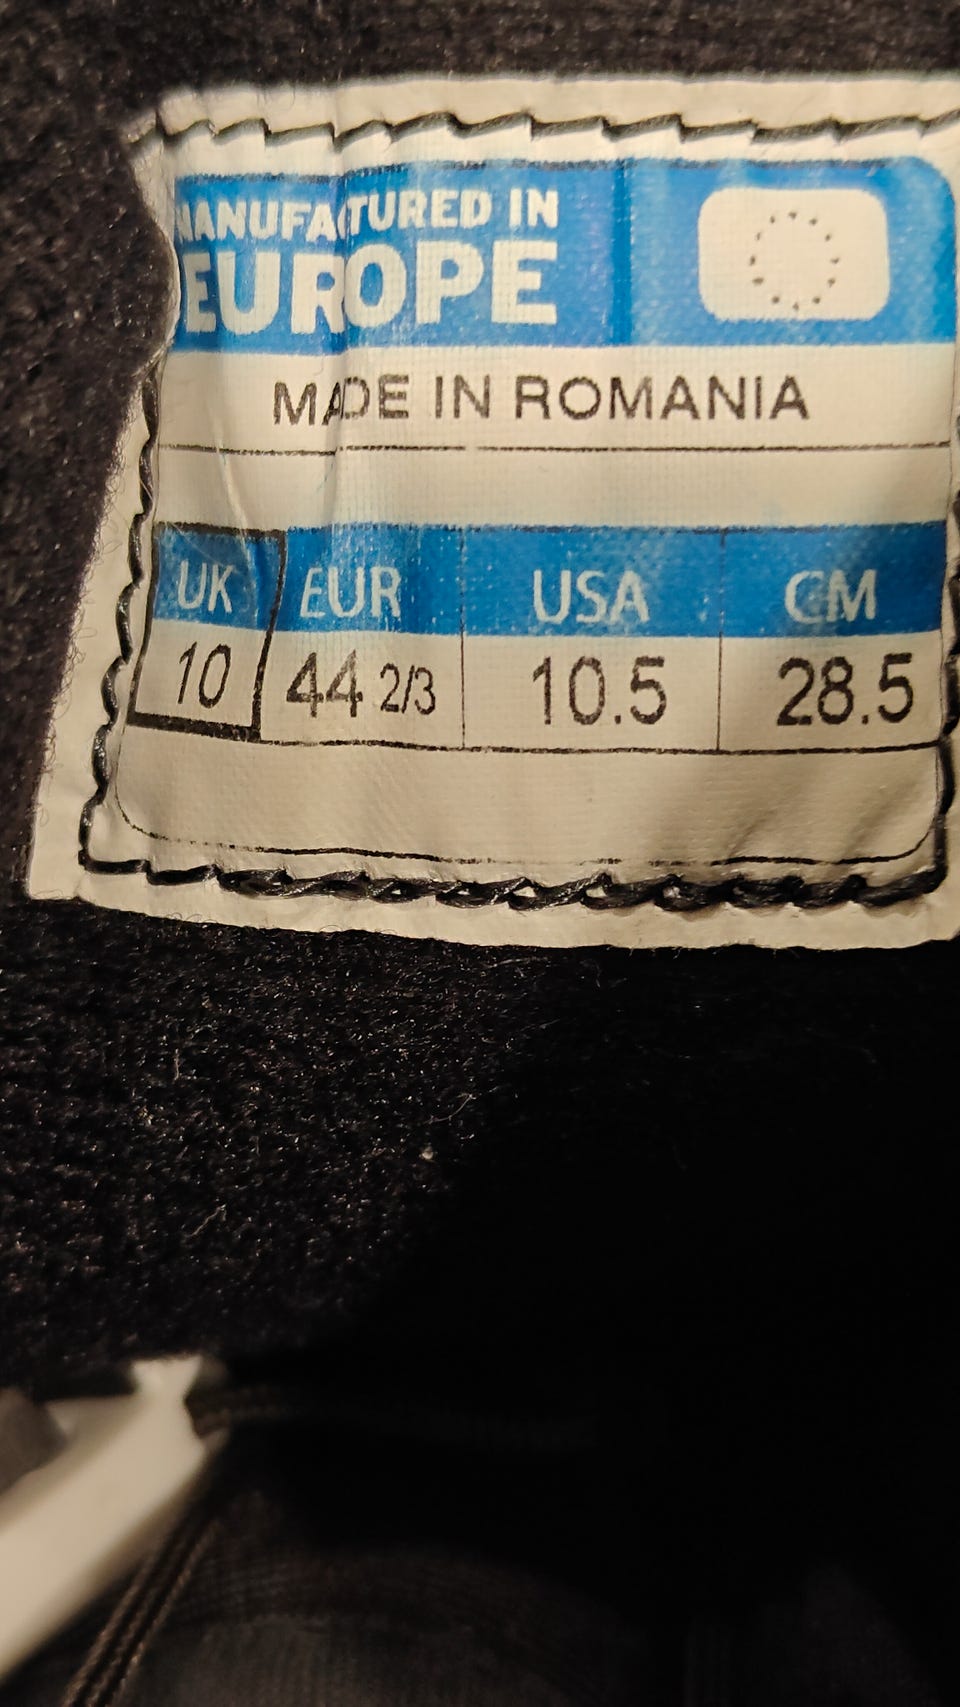 MANUFACTURED IN
EUROPE
MADE IN ROMANIA
UK EUR USA CM
10 44 2/3 10.5 28.5